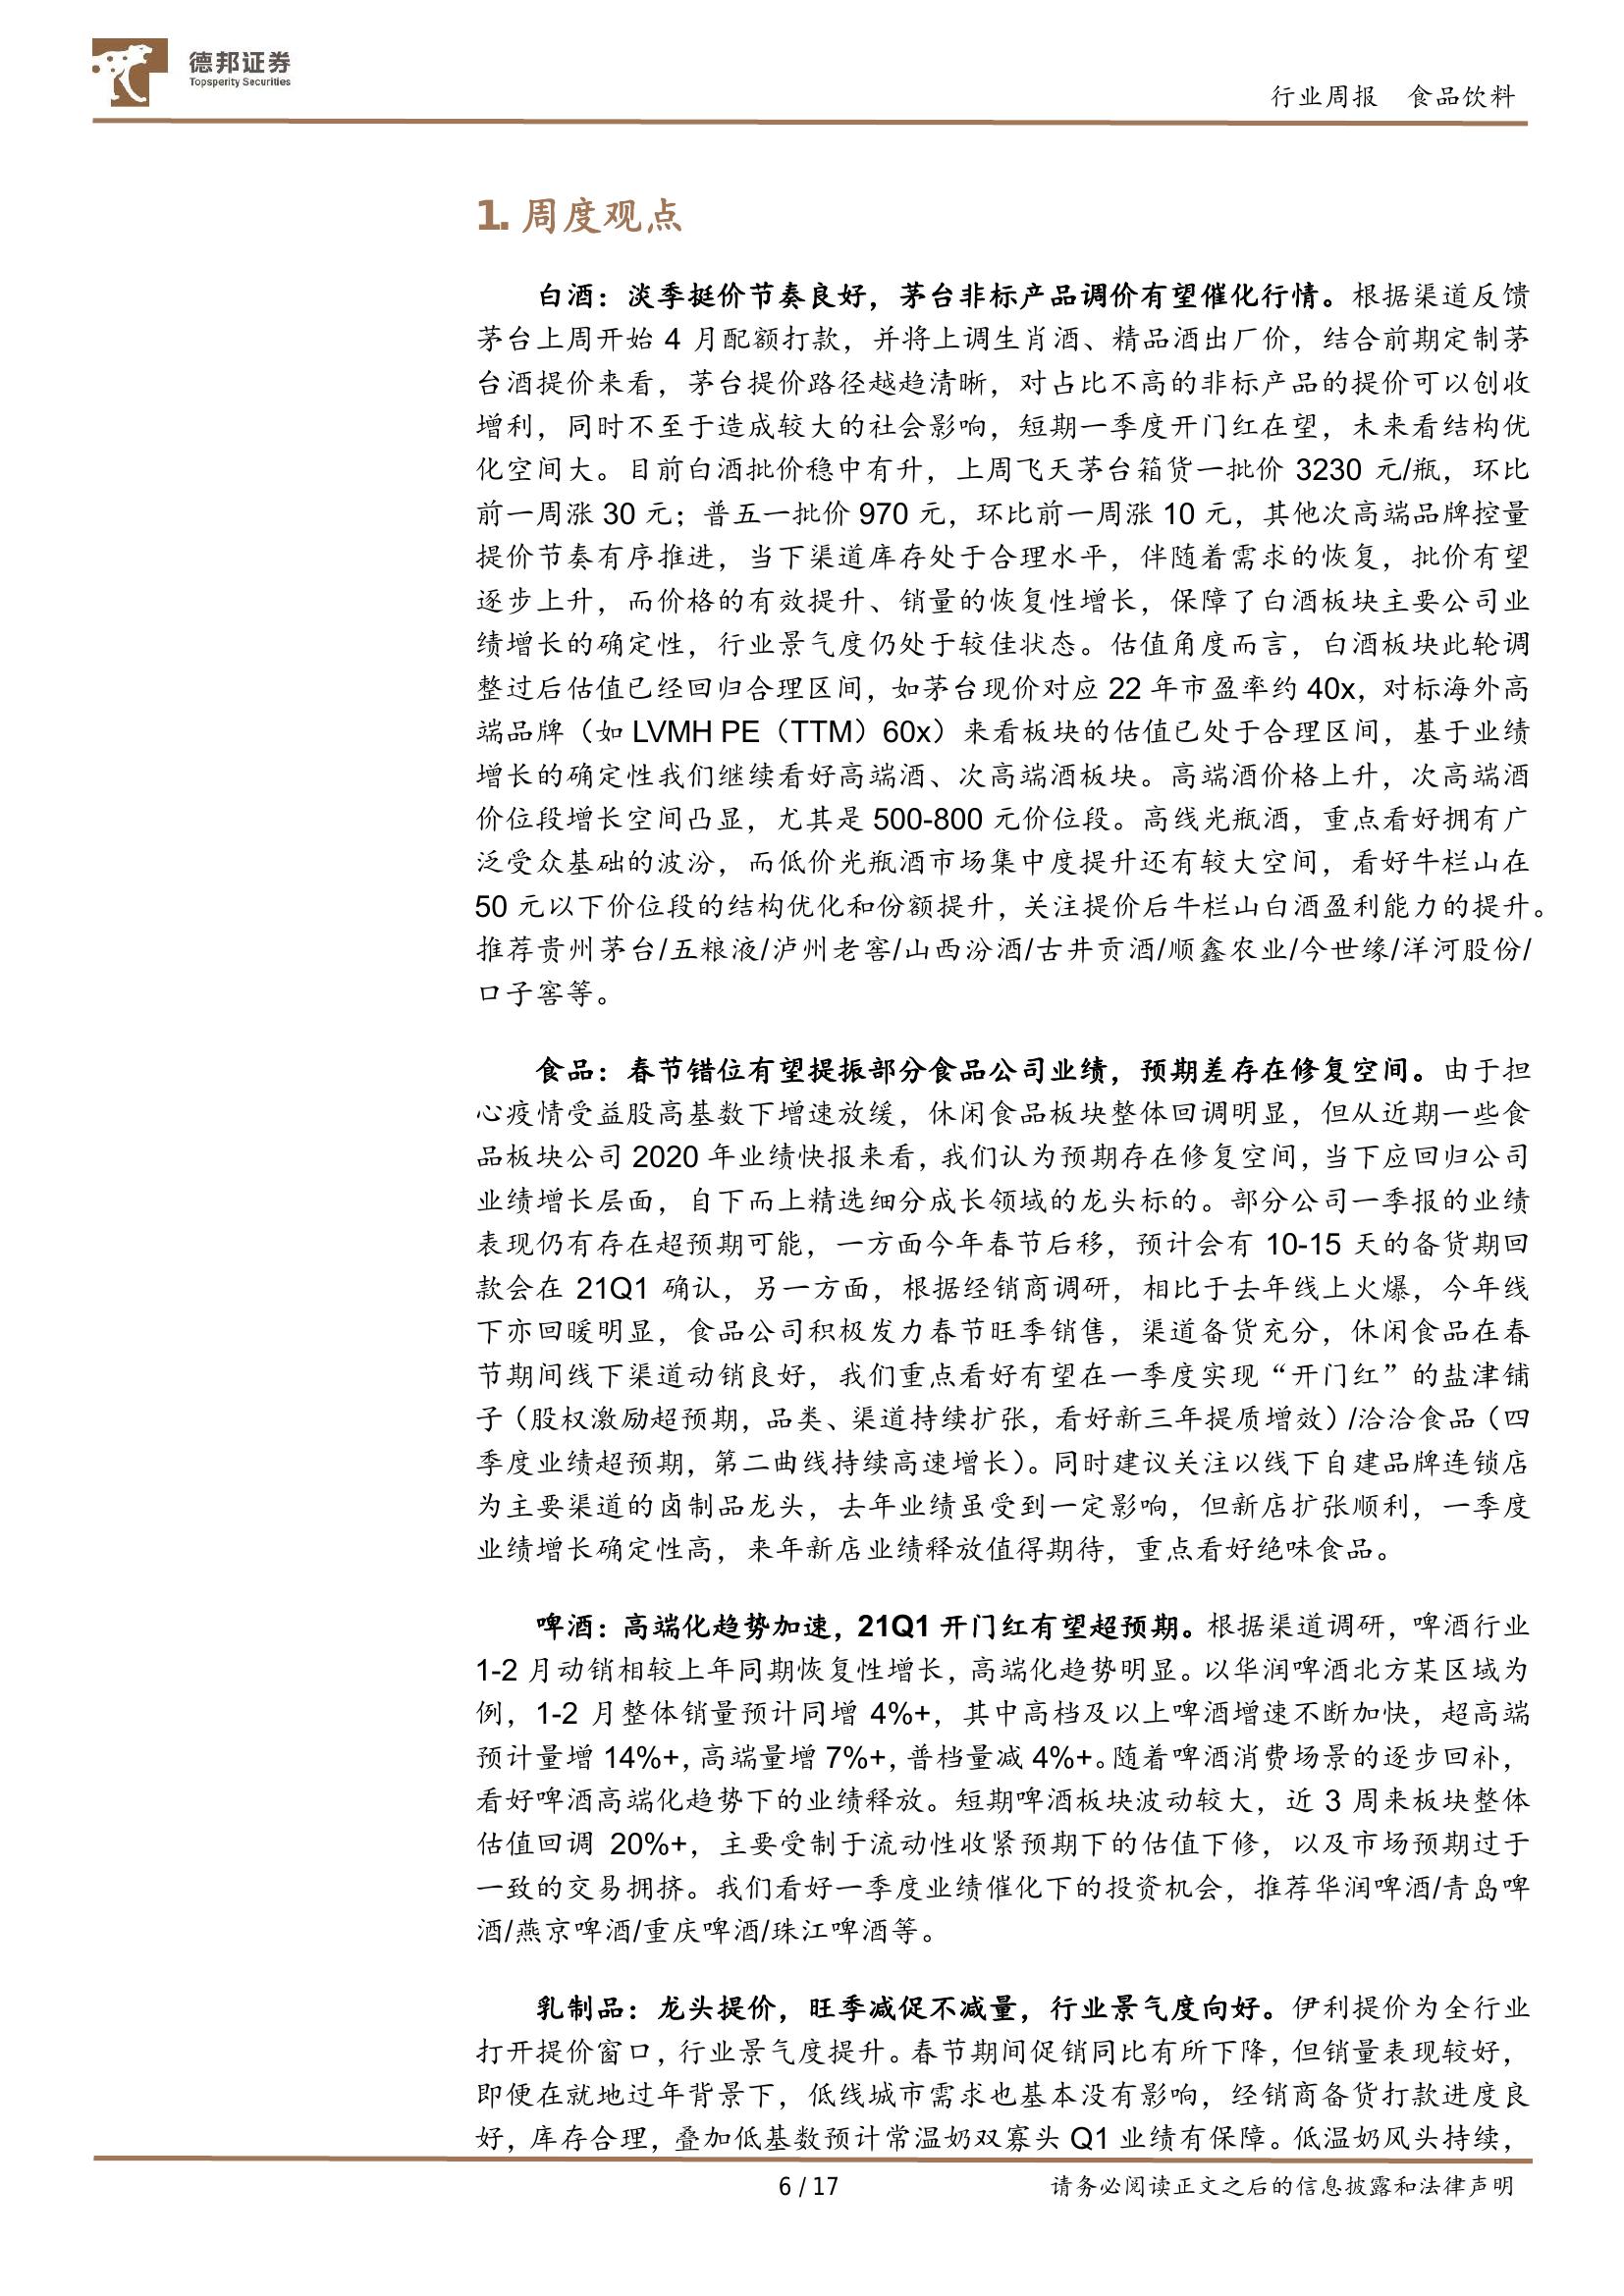 德邦证券
Topsperity Securities
行业周报 食品饮料
1. 周度观点
白酒：淡季挺价节奏良好，茅台非标产品调价有望催化行情。根据渠道反馈
茅台上周开始 4 月配额打款，并将上调生肖酒、精品酒出厂价，结合前期定制茅
台酒提价来看，茅台提价路径越趋清晰，对占比不高的非标产品的提价可以创收
增利，同时不至于造成较大的社会影响，短期一季度开门红在望，未来看结构优
化空间大。目前白酒批价稳中有升，上周飞天茅台箱货一批价 3230 元/瓶，环比
前一周涨 30 元；普五一批价 970 元，环比前一周涨 10 元，其他次高端品牌控量
提价节奏有序推进，当下渠道库存处于合理水平，伴随着需求的恢复，批价有望
逐步上升，而价格的有效提升、销量的恢复性增长，保障了白酒板块主要公司业
绩增长的确定性，行业景气度仍处于较佳状态。估值角度而言，白酒板块此轮调
整过后估值已经回归合理区间，如茅台现价对应 22 年市盈率约 40x，对标海外高
端品牌（如 LVMH PE（TTM）60x）来看板块的估值已处于合理区间，基于业绩
增长的确定性我们继续看好高端酒、次高端酒板块。高端酒价格上升，次高端酒
价位段增长空间凸显，尤其是 500-800 元价位段。高线光瓶酒，重点看好拥有广
泛受众基础的波汾，而低价光瓶酒市场集中度提升还有较大空间，看好牛栏山在
50 元以下价位段的结构优化和份额提升，关注提价后牛栏山白酒盈利能力的提升。
推荐贵州茅台/五粮液/泸州老窖/山西汾酒/古井贡酒/顺鑫农业/今世缘/洋河股份/
口子窖等。
食品：春节错位有望提振部分食品公司业绩，预期差存在修复空间。由于担
心疫情受益股高基数下增速放缓，休闲食品板块整体回调明显，但从近期一些食
品板块公司 2020 年业绩快报来看，我们认为预期存在修复空间，当下应回归公司
业绩增长层面，自下而上精选细分成长领域的龙头标的。部分公司一季报的业绩
表现仍有存在超预期可能，一方面今年春节后移，预计会有 10-15 天的备货期回
款会在 21Q1 确认，另一方面，根据经销商调研，相比于去年线上火爆，今年线
下亦回暖明显，食品公司积极发力春节旺季销售，渠道备货充分，休闲食品在春
节期间线下渠道动销良好，我们重点看好有望在一季度实现“开门红”的盐津铺
子（股权激励超预期，品类、渠道持续扩张，看好新三年提质增效）/洽洽食品（四
季度业绩超预期，第二曲线持续高速增长）。同时建议关注以线下自建品牌连锁店
为主要渠道的卤制品龙头，去年业绩虽受到一定影响，但新店扩张顺利，一季度
业绩增长确定性高，来年新店业绩释放值得期待，重点看好绝味食品。
啤酒：高端化趋势加速，21Q1 开门红有望超预期。根据渠道调研，啤酒行业
1-2 月动销相较上年同期恢复性增长，高端化趋势明显。以华润啤酒北方某区域为
例，1-2 月整体销量预计同增 4%+，其中高档及以上啤酒增速不断加快，超高端
预计量增 14%+，高端量增 7%+，普档量减 4%+。随着啤酒消费场景的逐步回补，
看好啤酒高端化趋势下的业绩释放。短期啤酒板块波动较大，近 3 周来板块整体
估值回调 20%+，主要受制于流动性收紧预期下的估值下修，以及市场预期过于
一致的交易拥挤。我们看好一季度业绩催化下的投资机会，推荐华润啤酒/青岛啤
酒/燕京啤酒/重庆啤酒/珠江啤酒等。
乳制品：龙头提价，旺季减促不减量，行业景气度向好。伊利提价为全行业
打开提价窗口，行业景气度提升。春节期间促销同比有所下降，但销量表现较好，
即便在就地过年背景下，低线城市需求也基本没有影响，经销商备货打款进度良
好，库存合理，叠加低基数预计常温奶双寡头 Q1 业绩有保障。低温奶风头持续，
6 / 17
请务必阅读正文之后的信息披露和法律声明